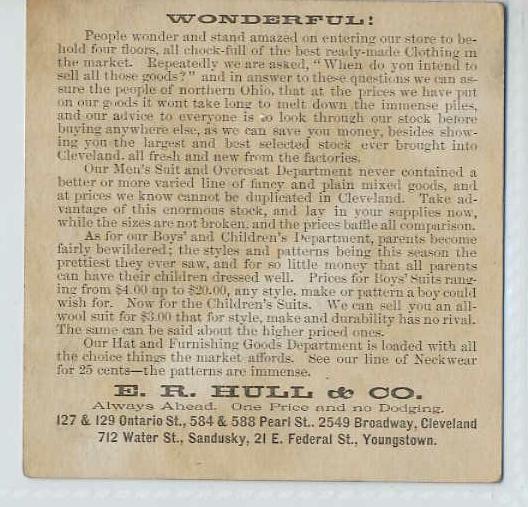 WONDERFUL!
People wonder and stand amazed on entering our store to be-
hold four floors, all chock-full of the best ready-made Clothing in
the market. Repeatedly we are asked, "When do you intend to
sell all those goods?" and in answer to these questions we can as-
sure the people of northern Ohio, that at the prices we have put
on our goods it wont take long to melt down the immense piles,
and our advice to everyone is to look through our stock before
buying anywhere else, as we can save you money, besides show-
ing you the largest and best selected stock ever brought into
Cleveland, all fresh and new from the factories.
Our Men's Suit and Overcoat Department never contained a
better or more varied line of fancy and plain mixed goods, and
at prices we know cannot be duplicated in Cleveland. Take ad-
vantage of this enormous stock, and lay in your supplies now,
while the sizes are not broken, and the prices baffle all comparison.
As for our Boys' and Children's Department, parents become
fairly bewildered; the styles and patterns being this season the
prettiest they ever saw, and for so little money that all parents
can have their children dressed well. Prices for Boys' Suits rang-
ing from $4.00 up to $20.00, any style, make or pattern a boy could
wish for. Now for the Children's Suits. We can sell you an all-
wool suit for $3.00 that for style, make and durability has no rival.
The same can be said about the higher priced ones.
Our Hat and Furnishing Goods Department is loaded with all
the choice things the market affords. See our line of Neckwear
for 25 cents—the patterns are immense.
E. R. HULL & CO.
Always Ahead. One Price and no Dodging.
127 & 129 Ontario St., 584 & 588 Pearl St.. 2549 Broadway, Cleveland
712 Water St., Sandusky, 21 E. Federal St., Youngstown.